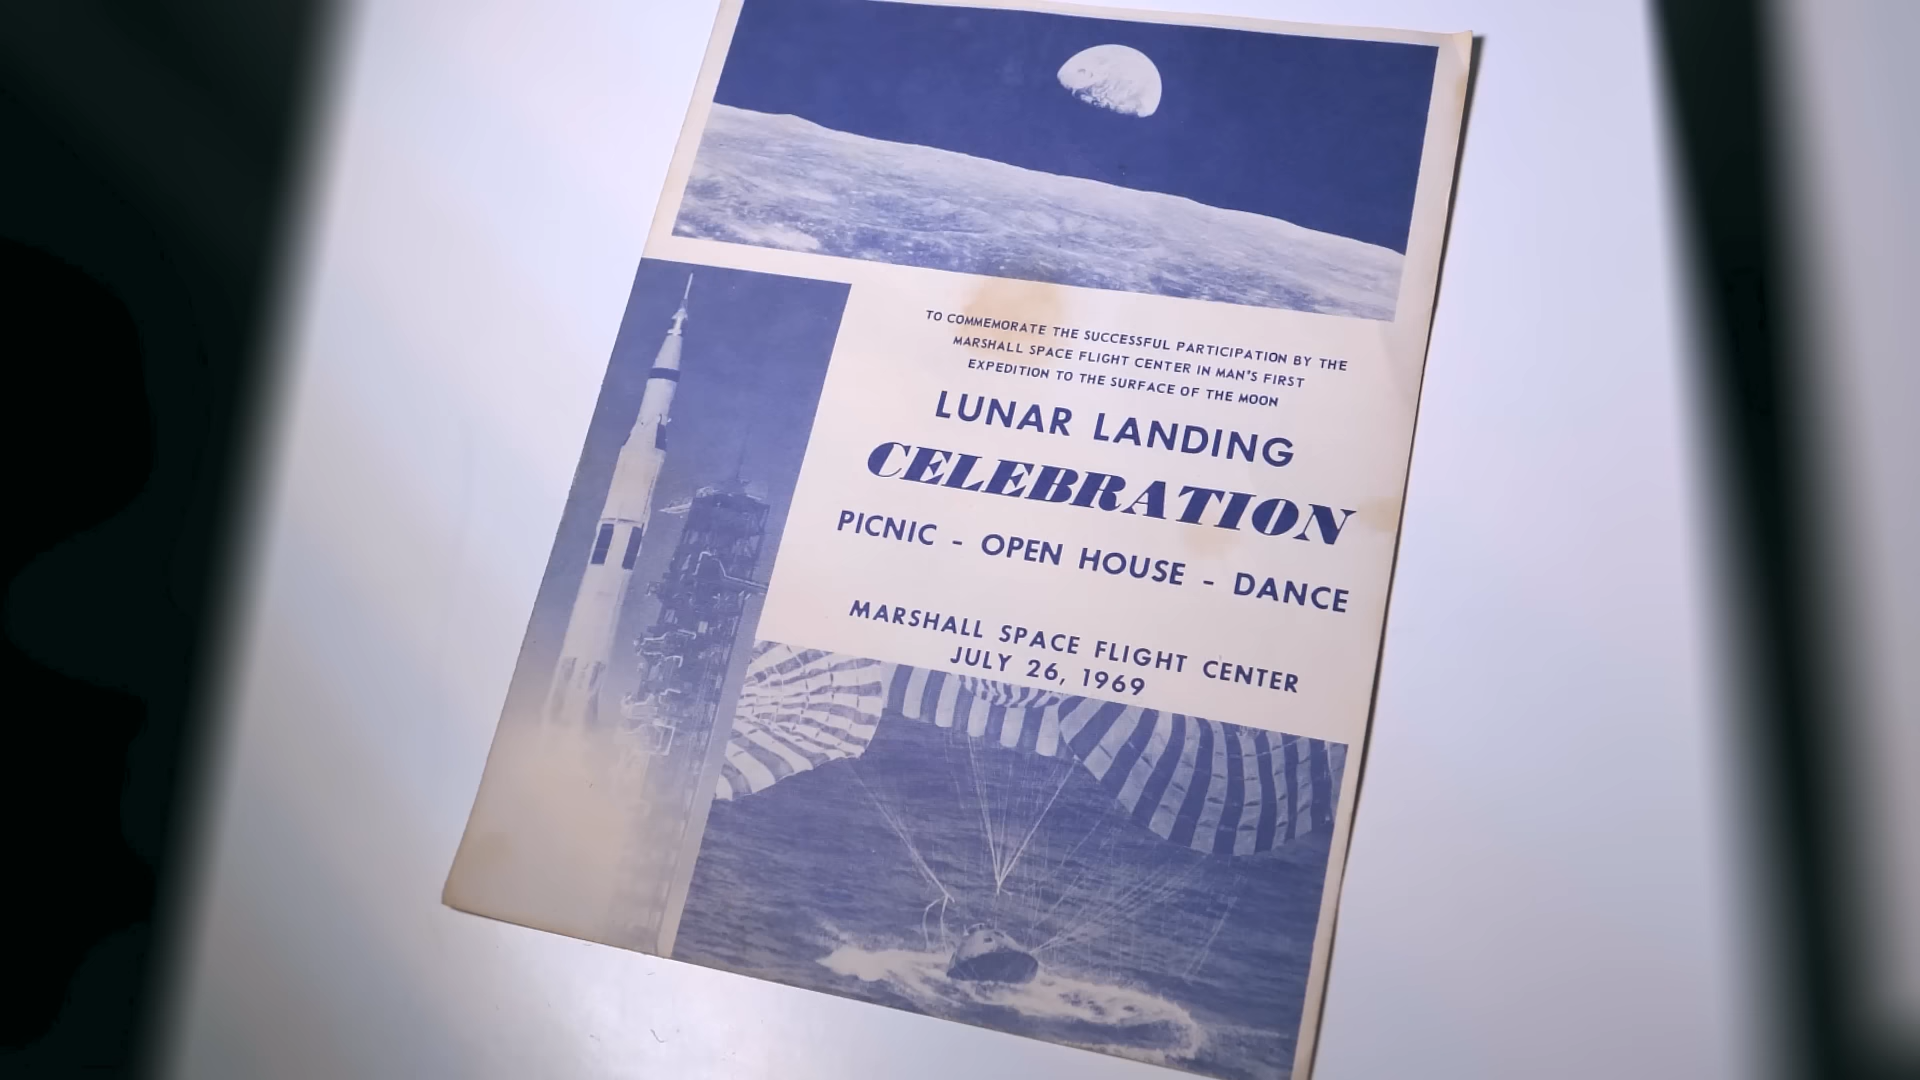 TO COMMEMORATE THE SUCCESSFUL PARTICIPATION BY THE
MARSHALL SPACE FLIGHT CENTER IN MAN'S FIRST
EXPEDITION TO THE SURFACE OF THE MOON
LUNAR LANDING
CELEBRATION
PICNIC - OPEN HOUSE - DANCE
MARSHALL SPACE FLIGHT CENTER
JULY 26, 1969